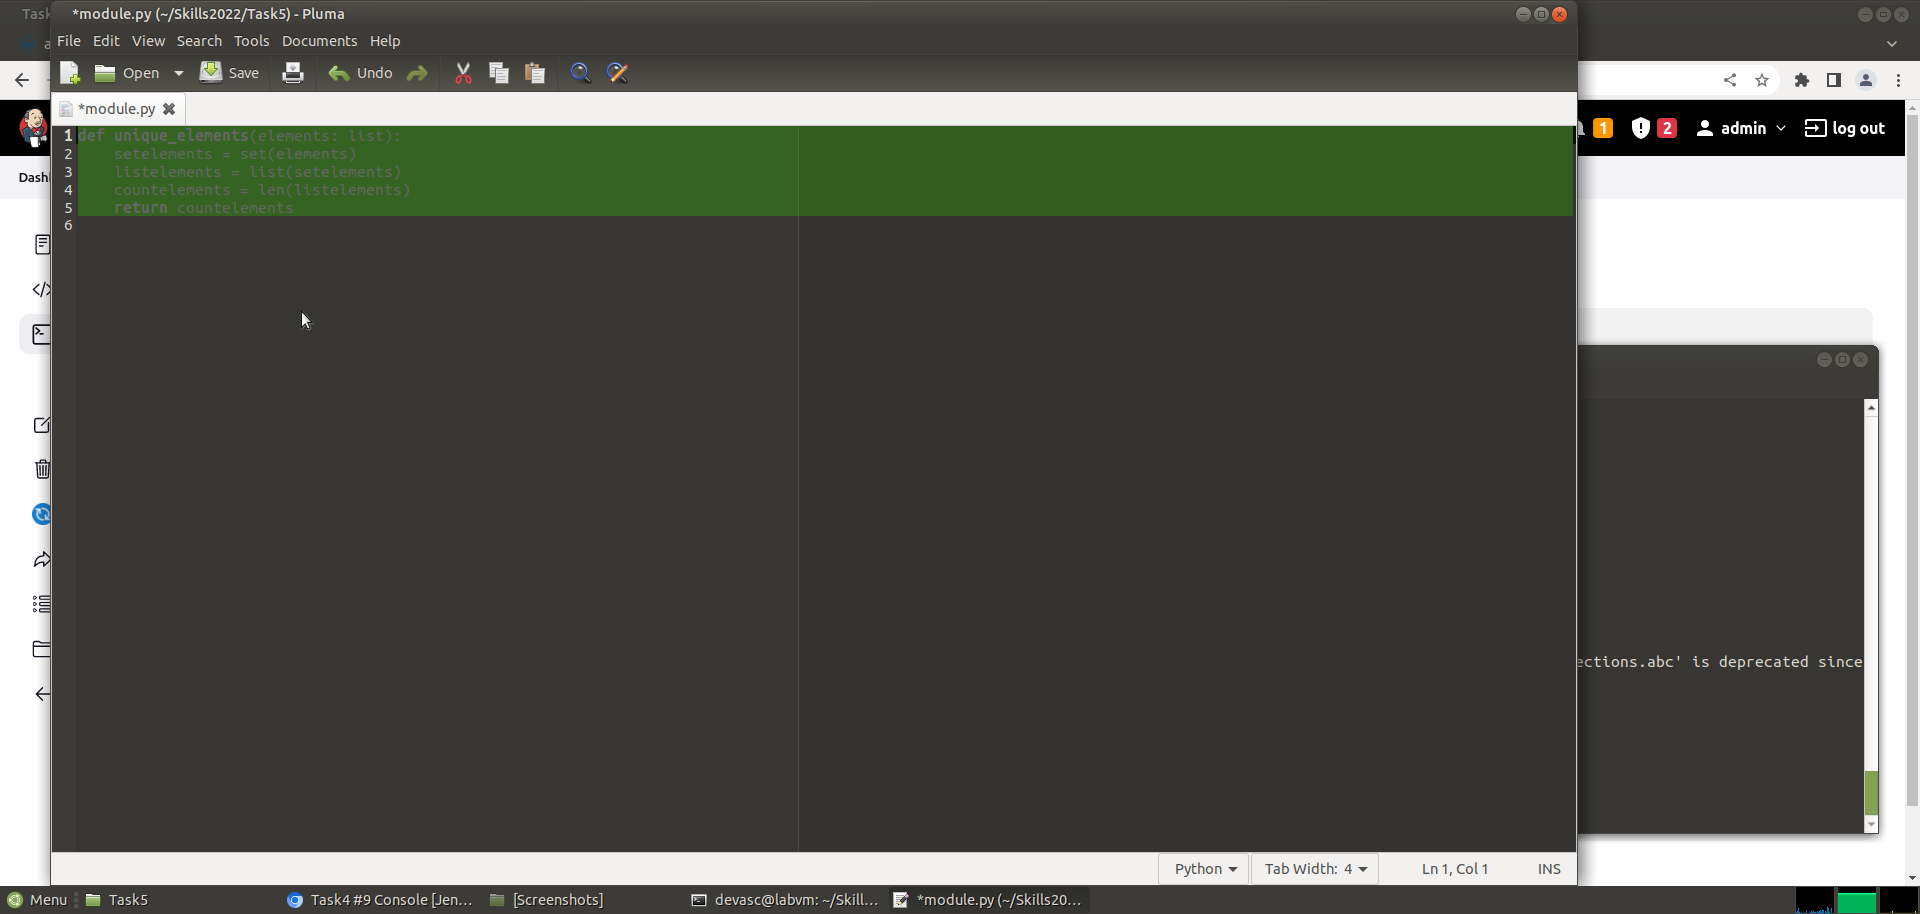 Task
*module.py (~/Skills2022/Task5) - Pluma
File Edit View Search Tools Documents Help
Open Save Undo
*module.py
1 def unique_elements(elements: list):
2     setelements = set(elements)
3     listelements = list(setelements)
4     countelements = len(listelements)
5     return countelements
6
1 2 admin log out
Dash
ections.abc' is deprecated since
Python Tab Width: 4 Ln 1, Col 1 INS
Menu Task5 Task4 #9 Console [Jen... [Screenshots] devasc@labvm: ~/Skill... *module.py (~/Skills20...